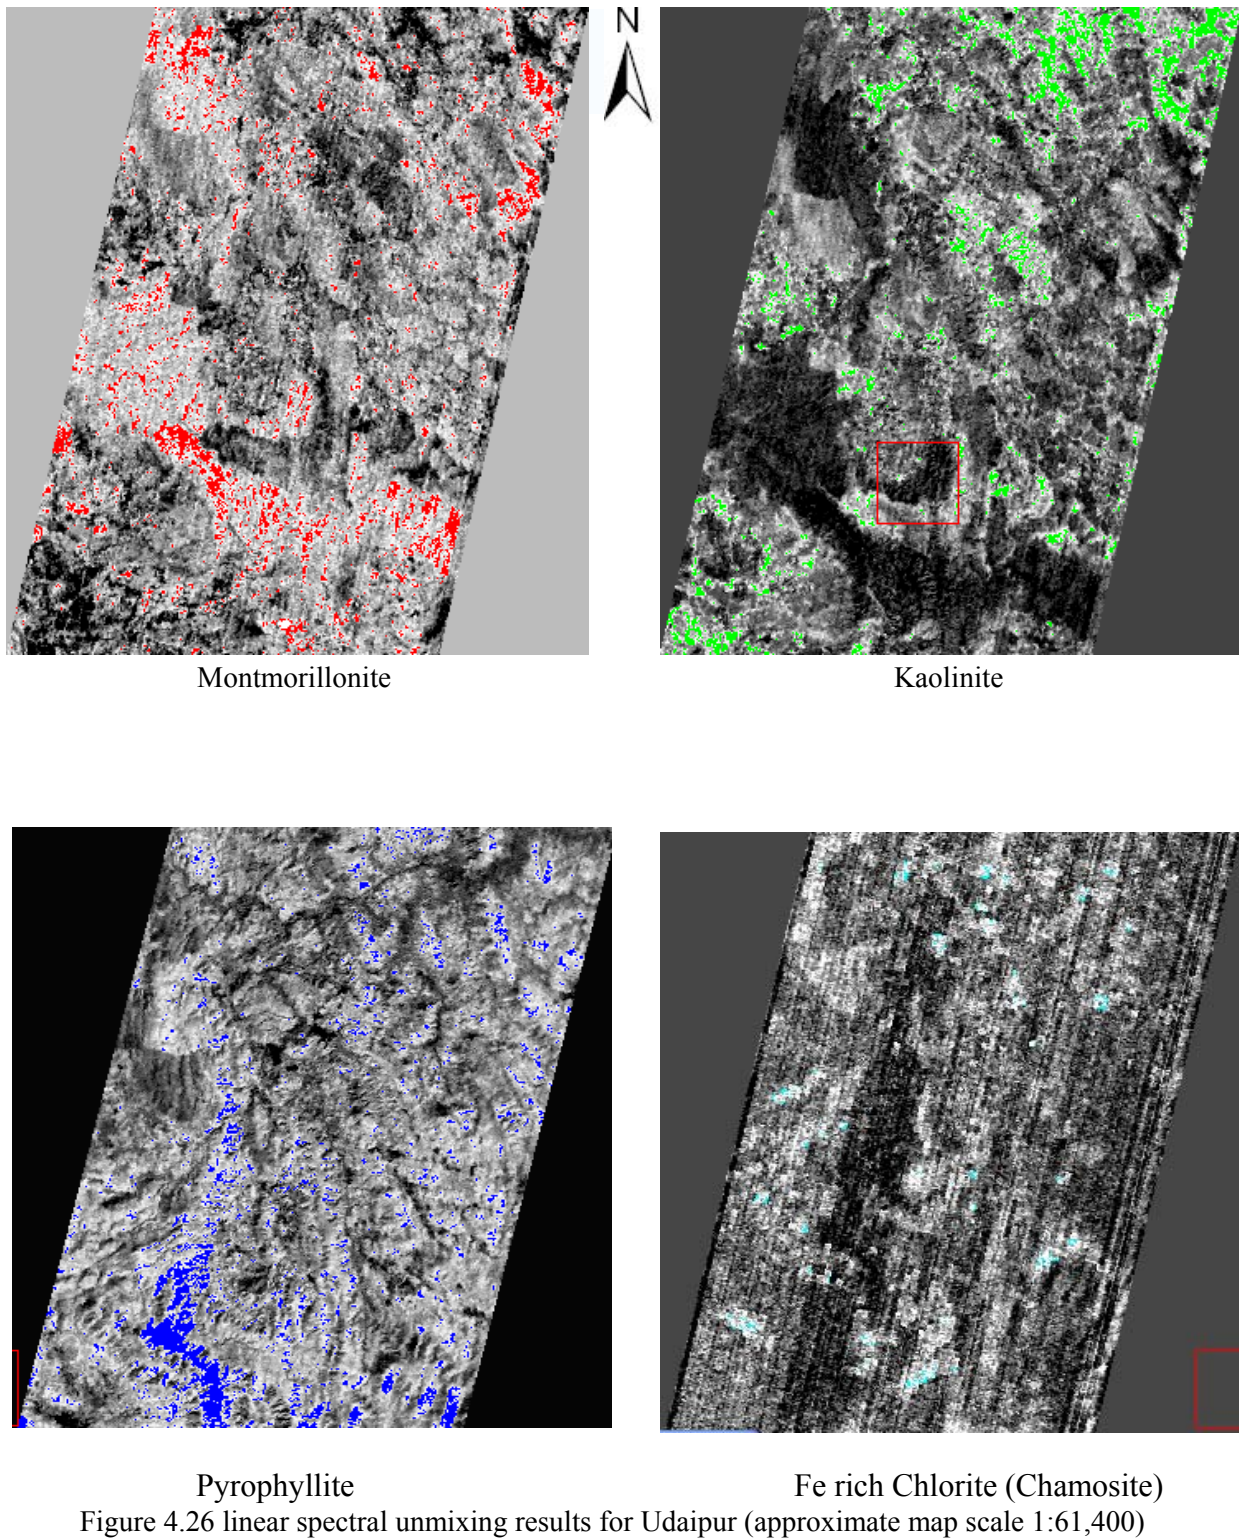 N
Montmorillonite
Kaolinite
Pyrophyllite
Fe rich Chlorite (Chamosite)
Figure 4.26 linear spectral unmixing results for Udaipur (approximate map scale 1:61,400)